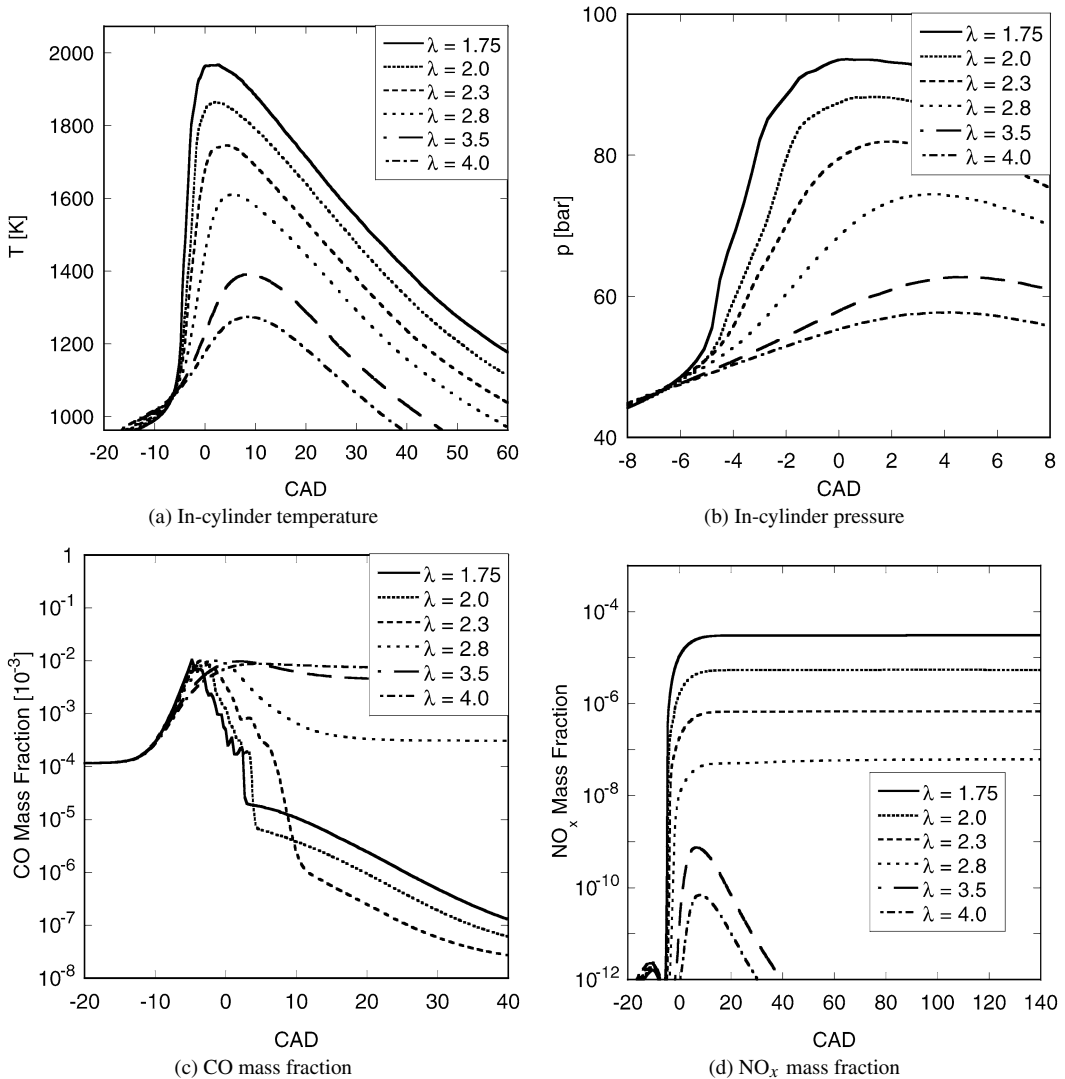 2000
1800
1600
1400
1200
1000
T [K]
-20 -10 0 10 20 30 40 50 60
CAD
λ = 1.75
λ = 2.0
λ = 2.3
λ = 2.8
λ = 3.5
λ = 4.0
(a) In-cylinder temperature
100
80
60
40
p [bar]
-8 -6 -4 -2 0 2 4 6 8
CAD
λ = 1.75
λ = 2.0
λ = 2.3
λ = 2.8
λ = 3.5
λ = 4.0
(b) In-cylinder pressure
1
10⁻¹
10⁻²
10⁻³
10⁻⁴
10⁻⁵
10⁻⁶
10⁻⁷
10⁻⁸
CO Mass Fraction [10⁻³]
-20 -10 0 10 20 30 40
CAD
λ = 1.75
λ = 2.0
λ = 2.3
λ = 2.8
λ = 3.5
λ = 4.0
(c) CO mass fraction
10⁻⁴
10⁻⁶
10⁻⁸
10⁻¹⁰
10⁻¹²
NOₓ Mass Fraction
-20 0 20 40 60 80 100 120 140
CAD
λ = 1.75
λ = 2.0
λ = 2.3
λ = 2.8
λ = 3.5
λ = 4.0
(d) NOₓ mass fraction